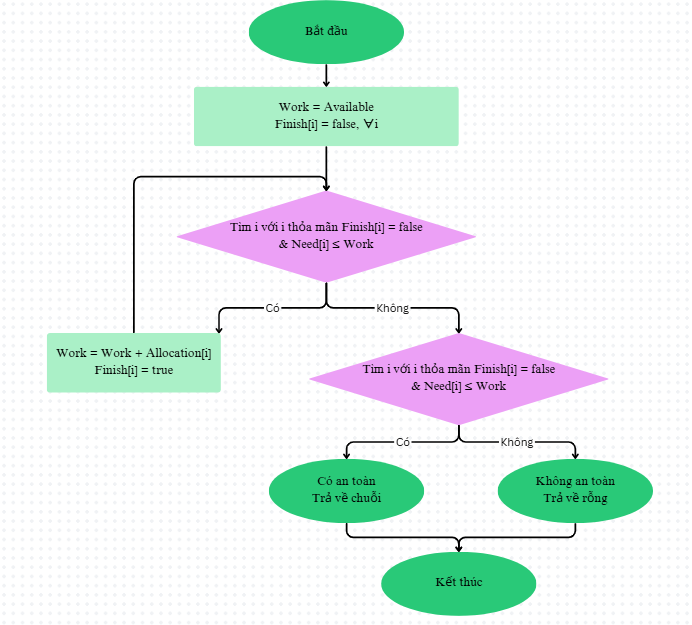 Bắt đầu
Work = Available
Finish[i] = false, ∀i
Tìm i với i thỏa mãn Finish[i] = false
& Need[i] ≤ Work
Có
Không
Work = Work + Allocation[i]
Finish[i] = true
Tìm i với i thỏa mãn Finish[i] = false
& Need[i] ≤ Work
Có
Không
Có an toàn
Trả về chuỗi
Không an toàn
Trả về rỗng
Kết thúc